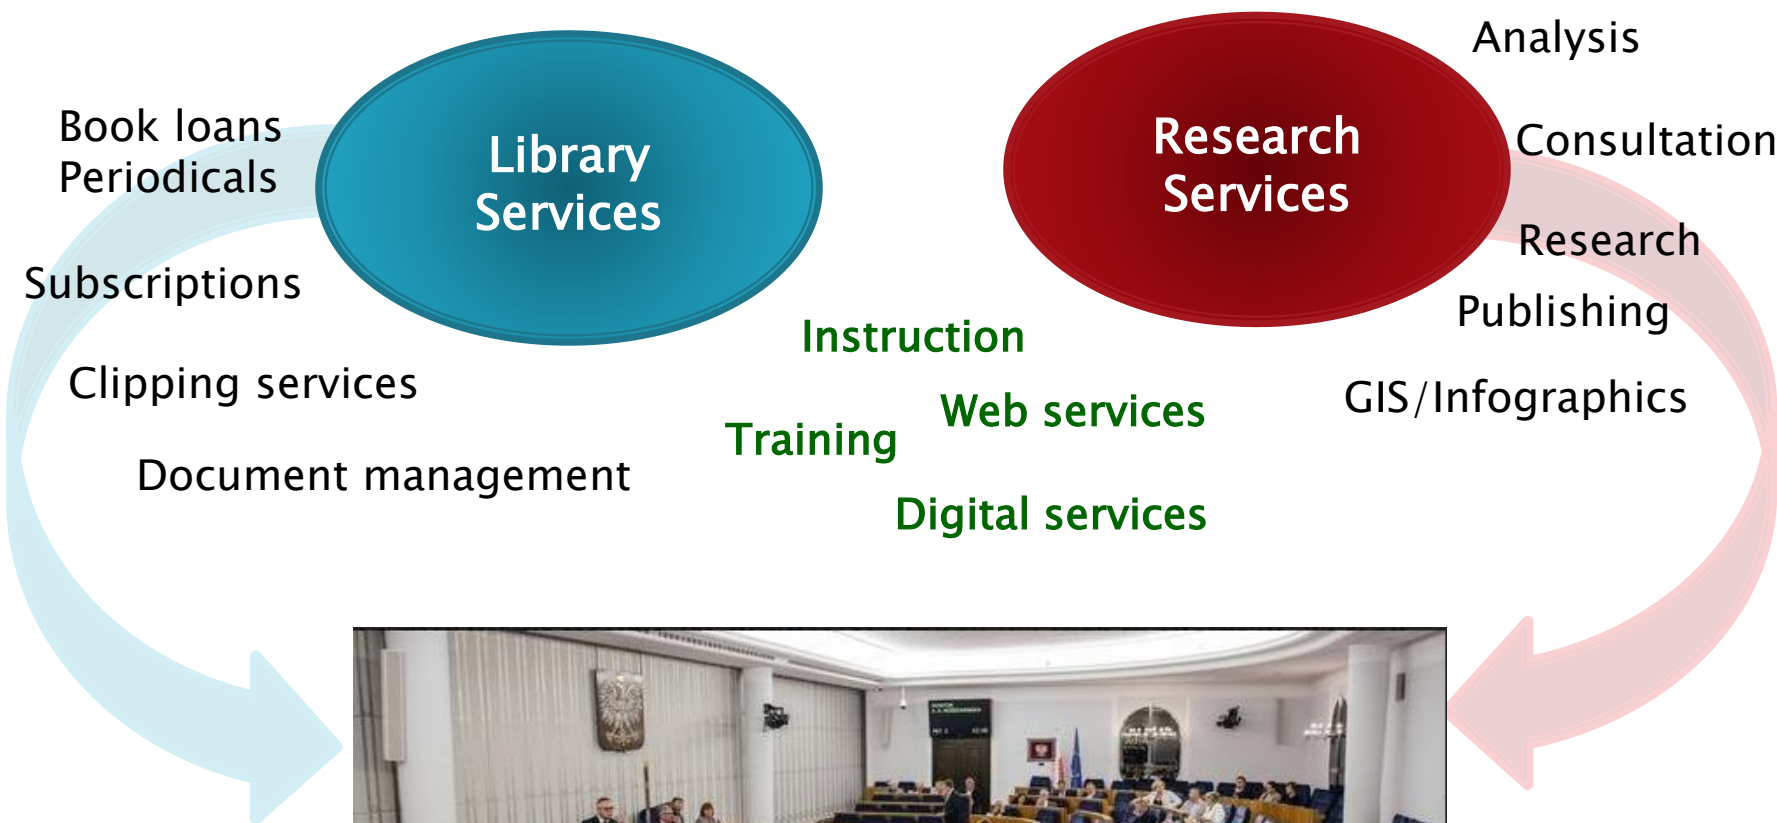 Library
Services
Book loans
Periodicals
Subscriptions
Clipping services
Document management
Research
Services
Analysis
Consultation
Research
Publishing
GIS/Infographics
Instruction
Web services
Training
Digital services